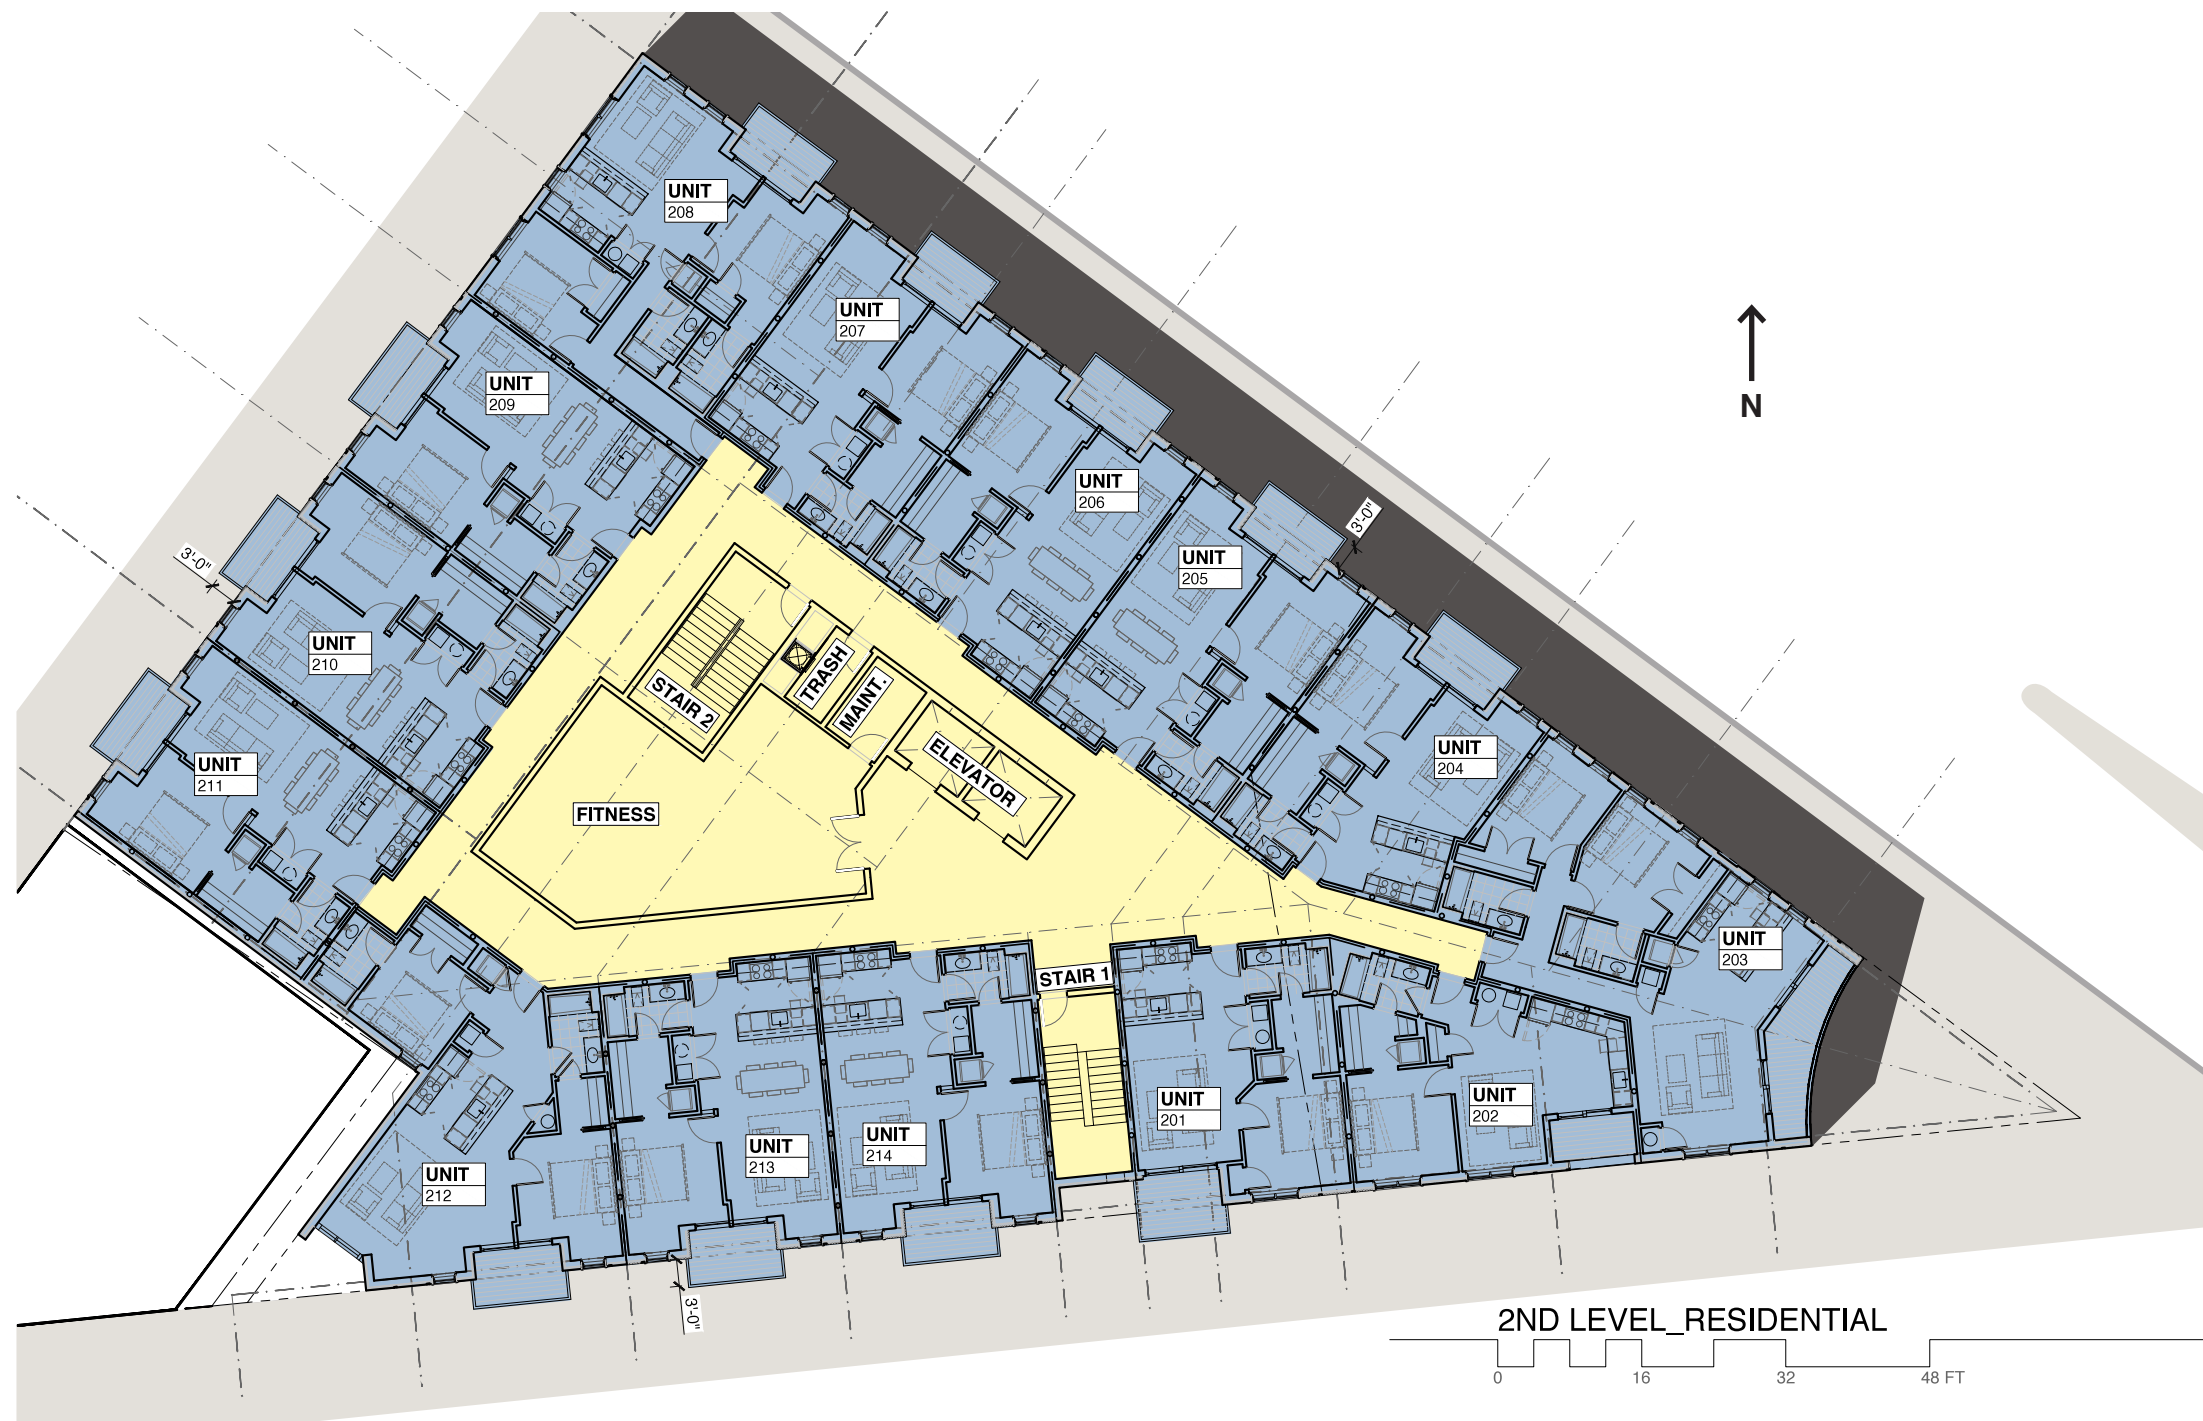 UNIT
208
UNIT
207
UNIT
209
N
UNIT
206
3'-0"
UNIT
205
3'-0"
UNIT
210
TRASH
STAIR 2
MAINT.
ELEVATOR
UNIT
204
UNIT
211
FITNESS
UNIT
203
STAIR 1
UNIT
201
UNIT
202
UNIT
214
UNIT
213
UNIT
212
3'-0"
2ND LEVEL_RESIDENTIAL
0 16 32 48 FT